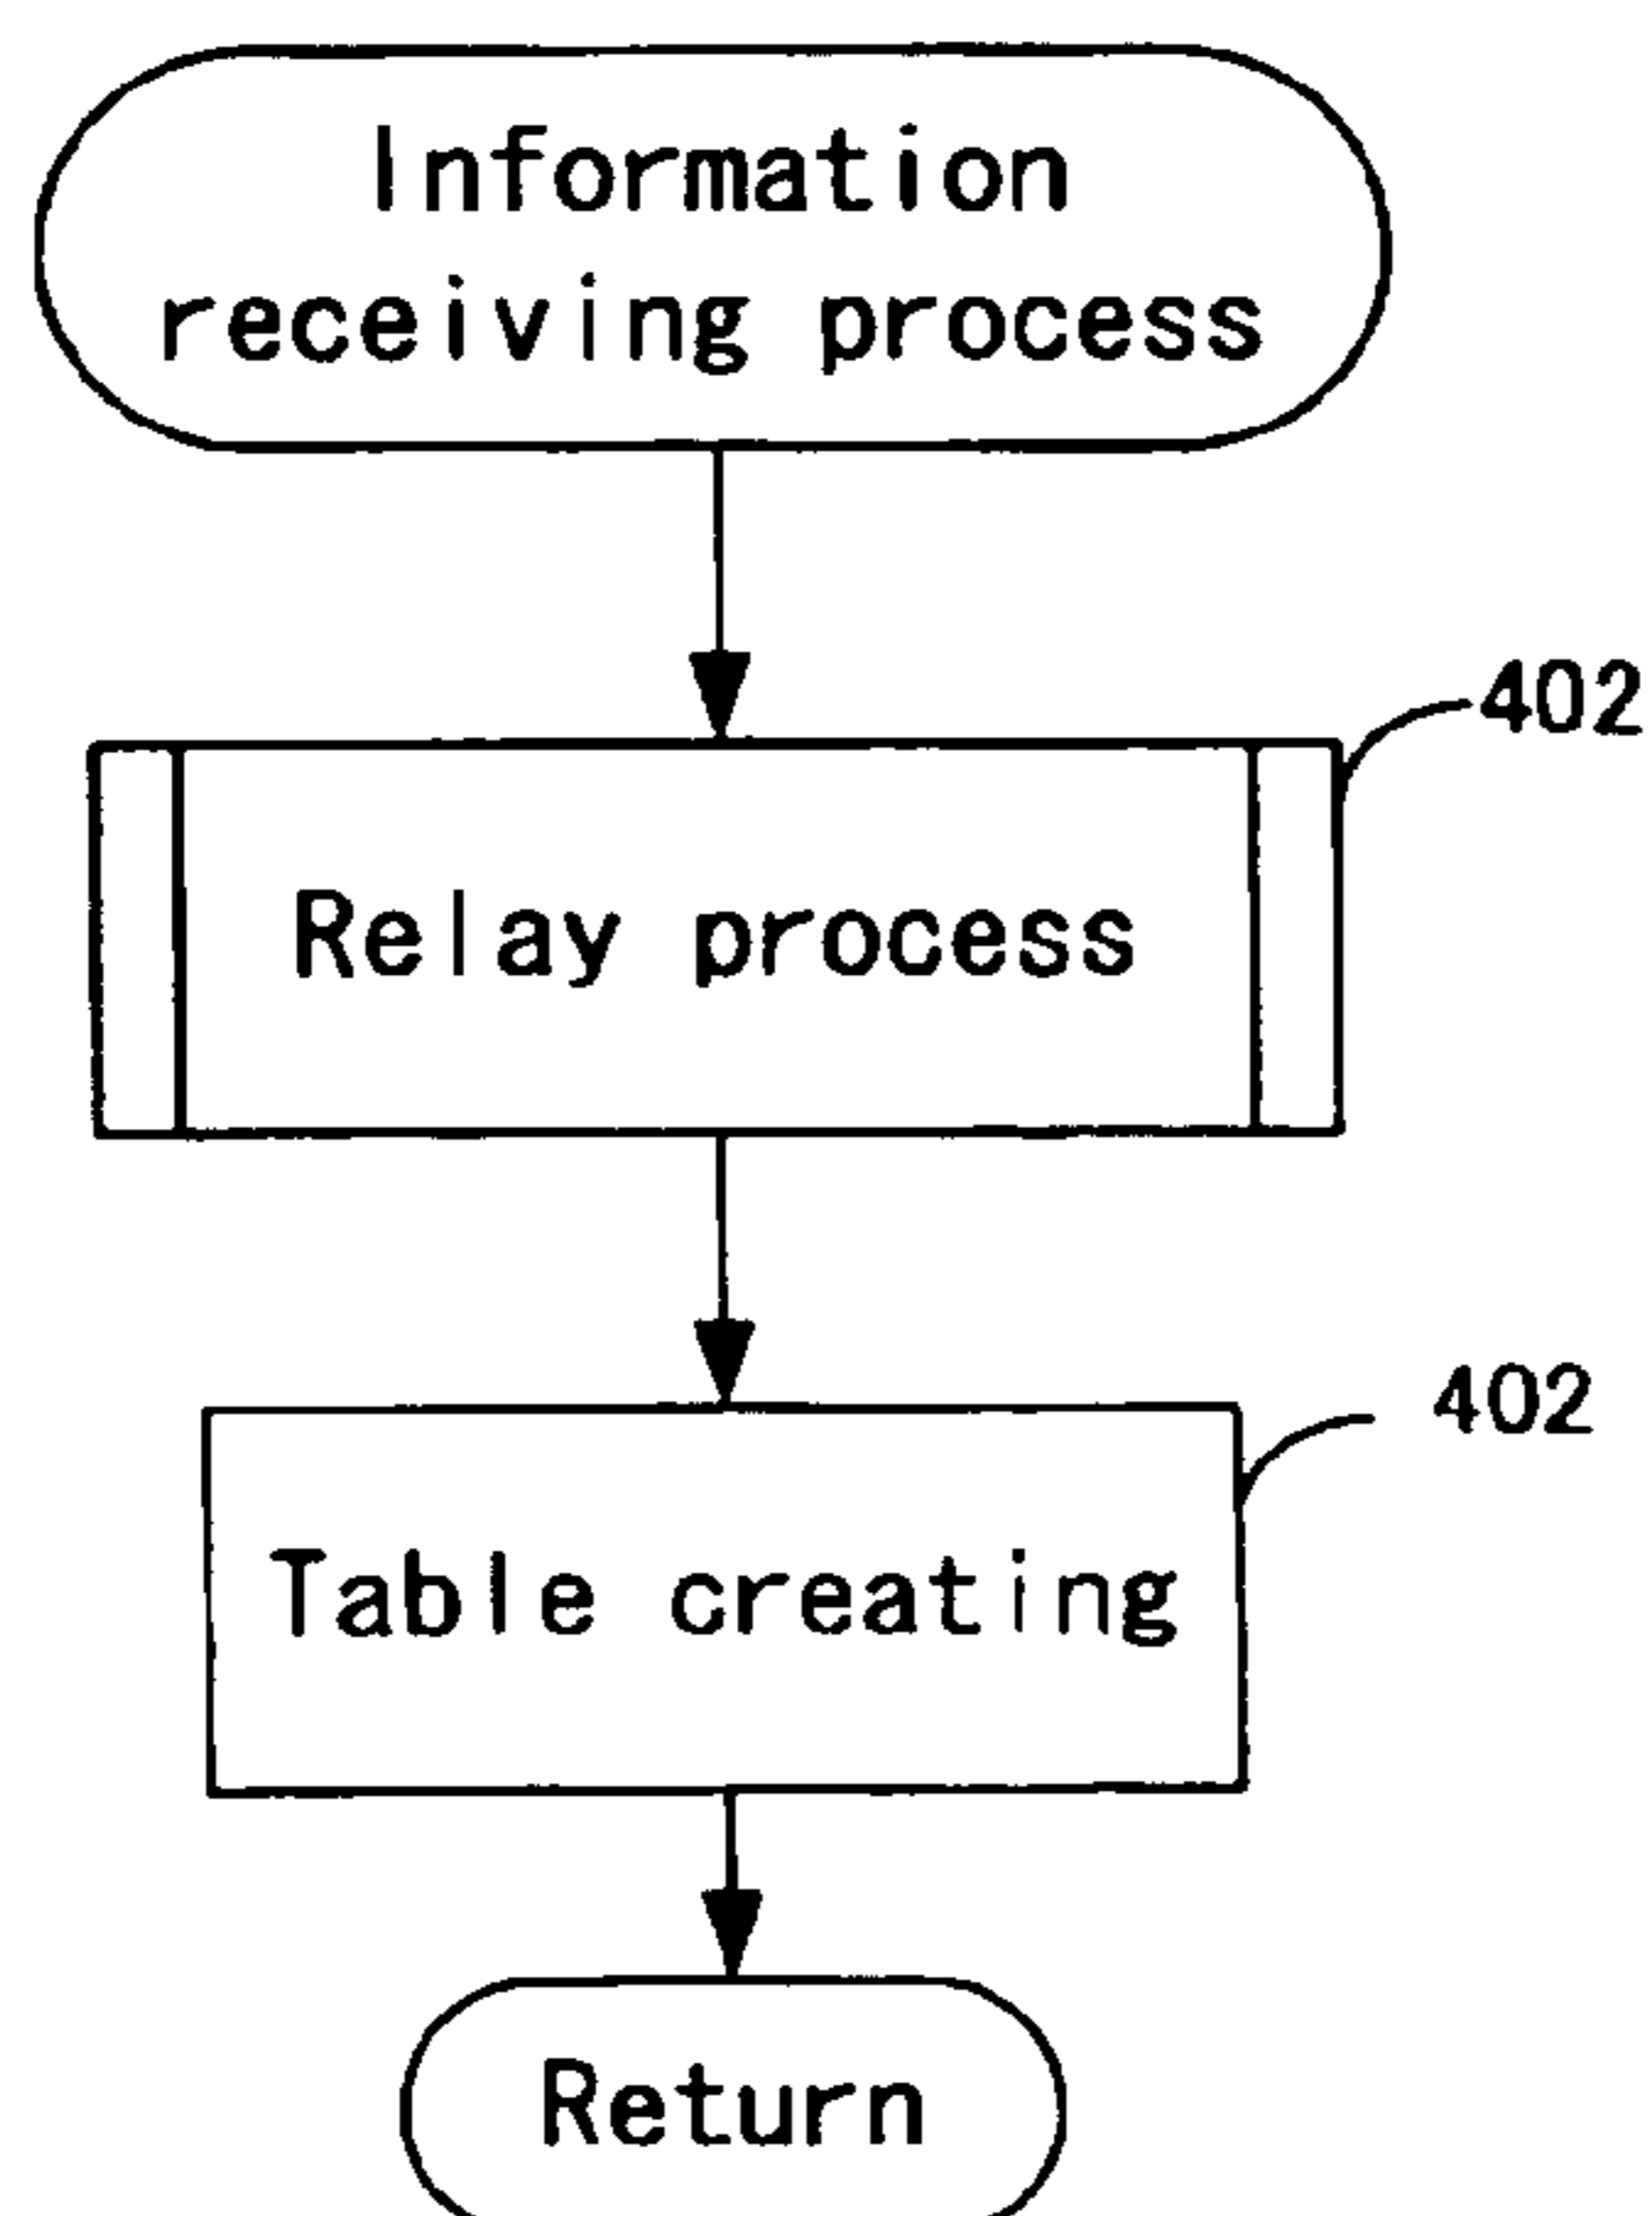 Information
receiving process
402
Relay process
402
Table creating
Return